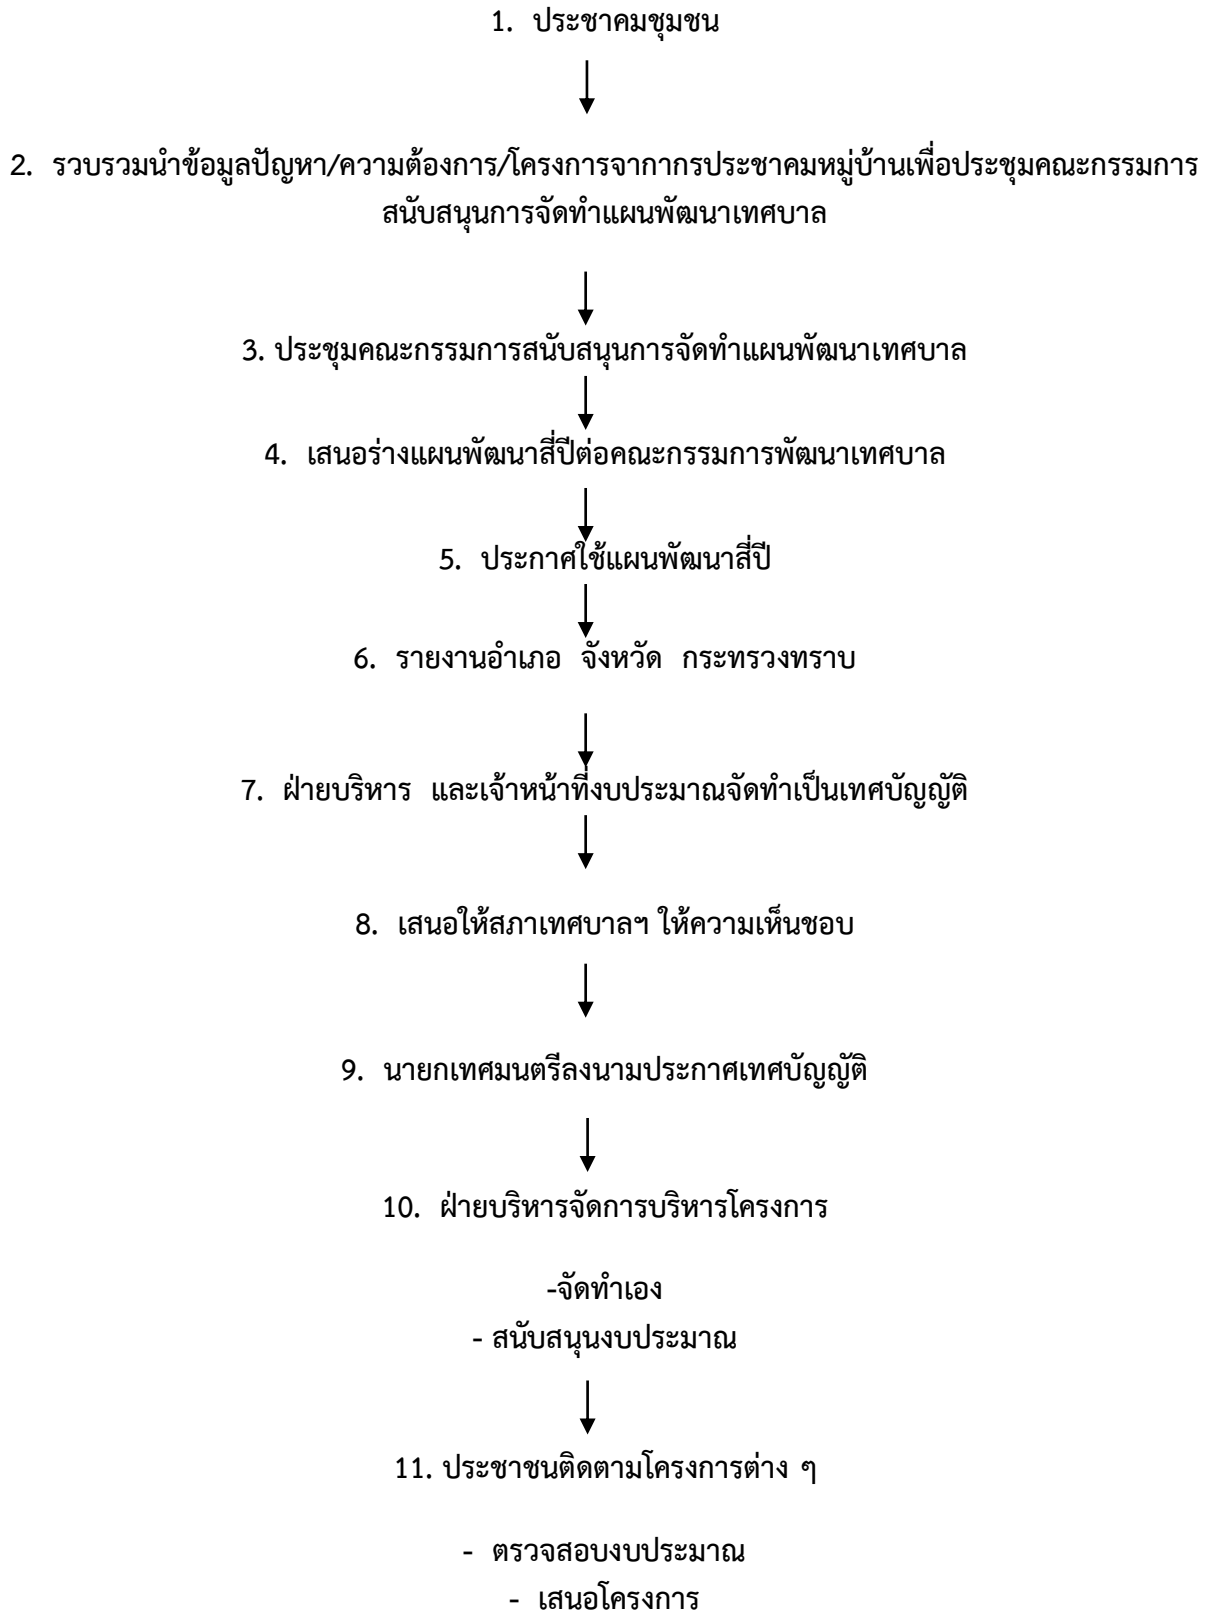 1. ประชาคมชุมชน
2. รวบรวมนำข้อมูลปัญหา/ความต้องการ/โครงการจาากรประชาคมหมู่บ้านเพื่อประชุมคณะกรรมการ
สนับสนุนการจัดทำแผนพัฒนาเทศบาล
3. ประชุมคณะกรรมการสนับสนุนการจัดทำแผนพัฒนาเทศบาล
4. เสนอร่างแผนพัฒนาสี่ปีต่อคณะกรรมการพัฒนาเทศบาล
5. ประกาศใช้แผนพัฒนาสี่ปี
6. รายงานอำเภอ จังหวัด กระทรวงทราบ
7. ฝ่ายบริหาร และเจ้าหน้าที่งบประมาณจัดทำเป็นเทศบัญญัติ
8. เสนอให้สภาเทศบาลฯ ให้ความเห็นชอบ
9. นายกเทศมนตรีลงนามประกาศเทศบัญญัติ
10. ฝ่ายบริหารจัดการบริหารโครงการ
-จัดทำเอง
- สนับสนุนงบประมาณ
11. ประชาชนติดตามโครงการต่าง ๆ
- ตรวจสอบงบประมาณ
- เสนอโครงการ